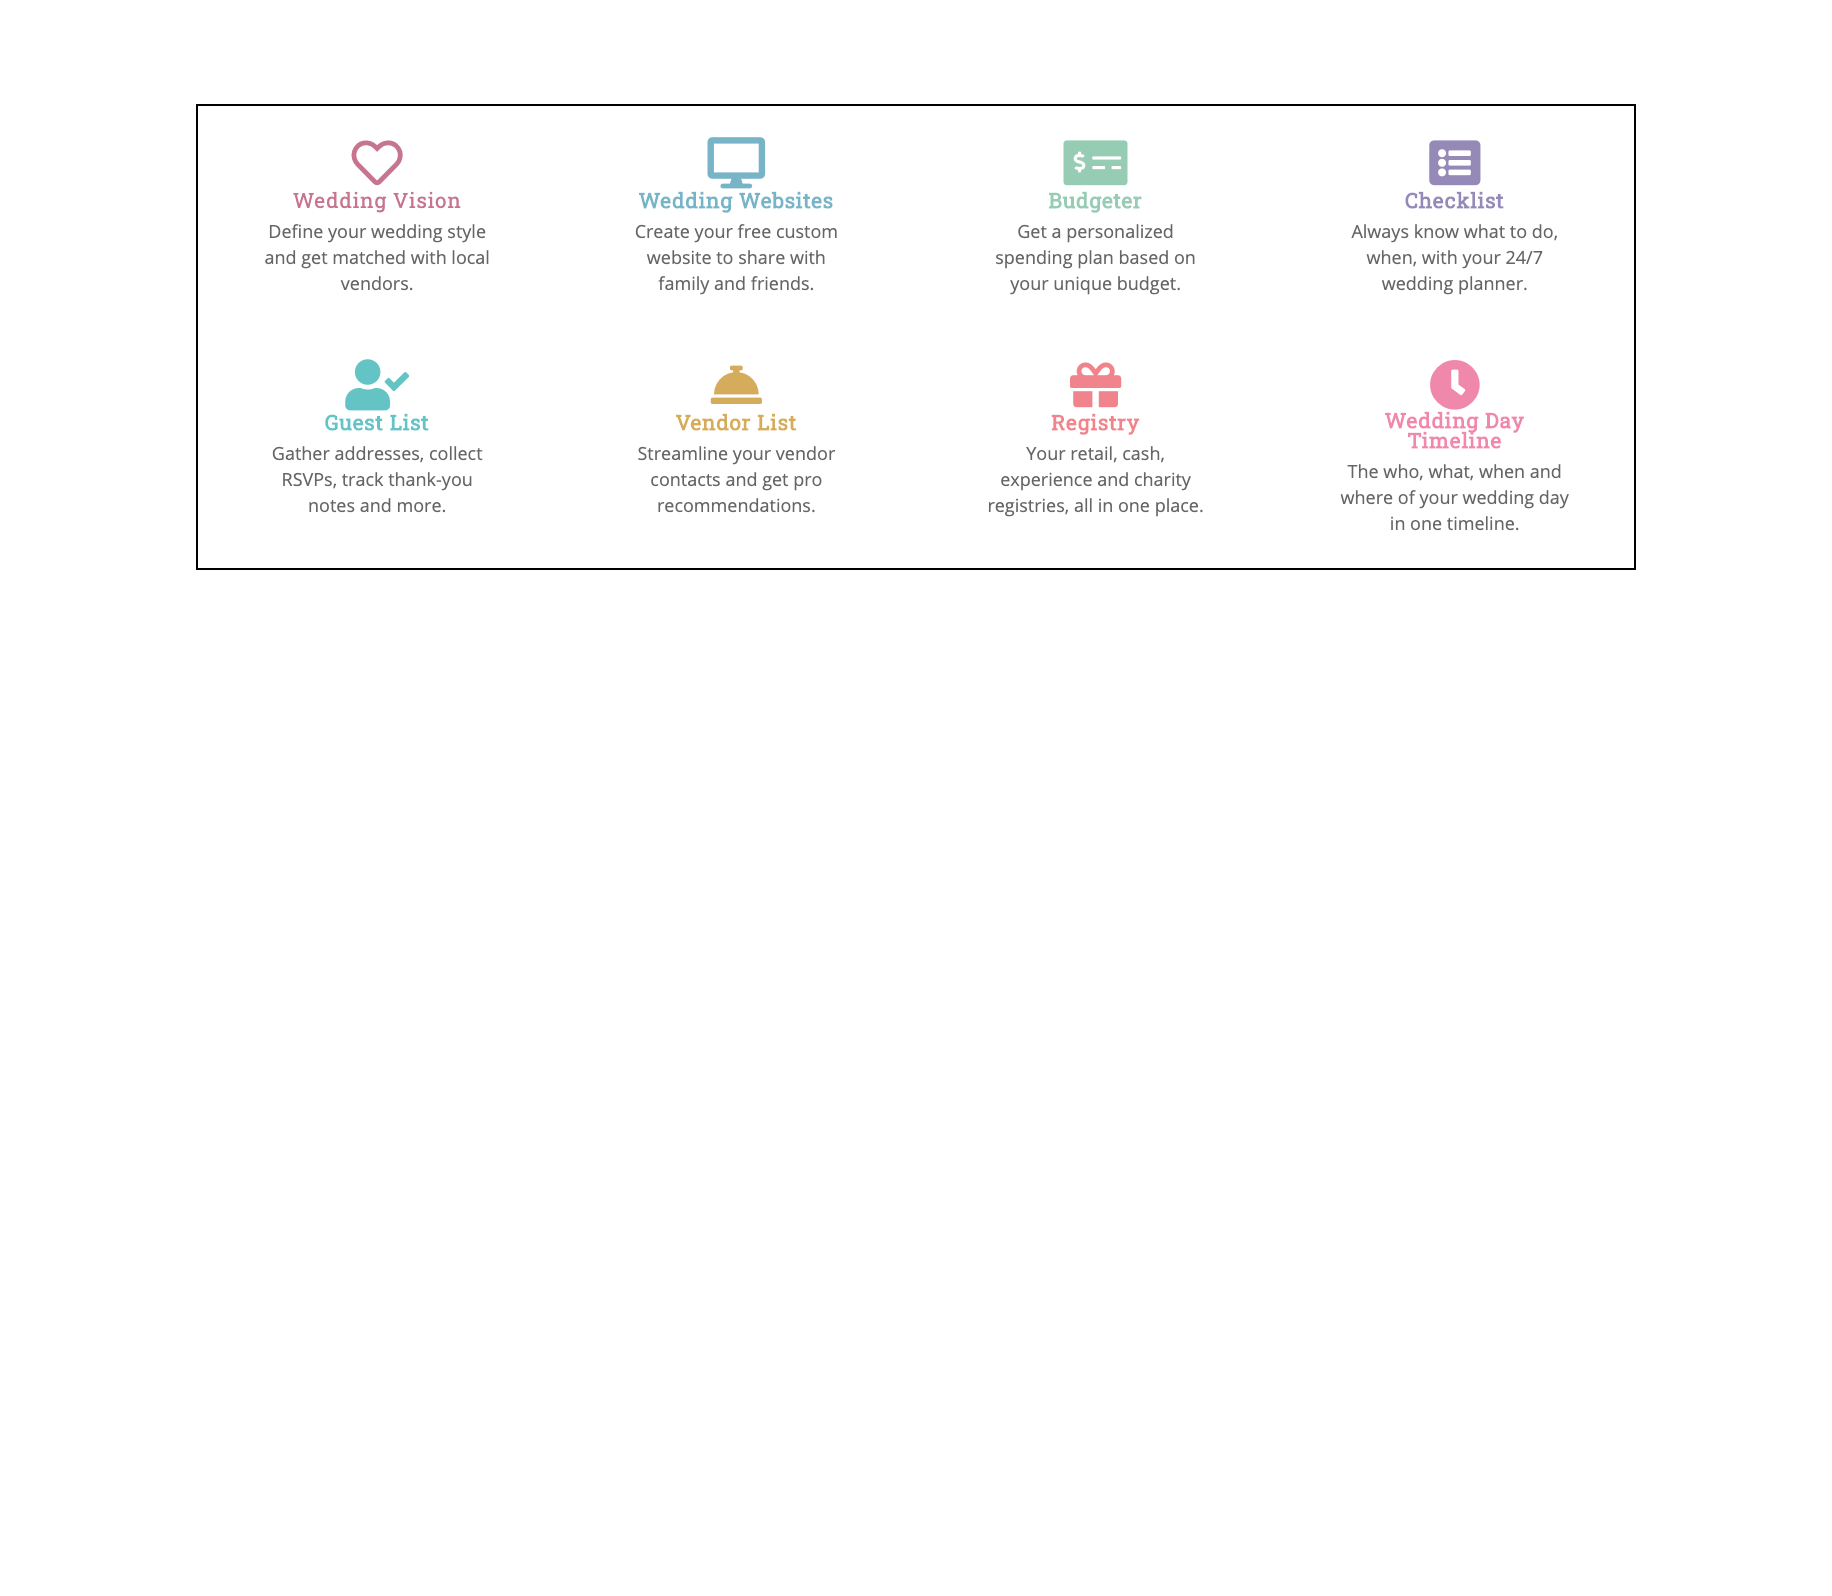 Wedding Vision
Define your wedding style
and get matched with local
vendors.
Wedding Websites
Create your free custom
website to share with
family and friends.
Budgeter
Get a personalized
spending plan based on
your unique budget.
Checklist
Always know what to do,
when, with your 24/7
wedding planner.
Guest List
Gather addresses, collect
RSVPs, track thank-you
notes and more.
Vendor List
Streamline your vendor
contacts and get pro
recommendations.
Registry
Your retail, cash,
experience and charity
registries, all in one place.
Wedding Day
Timeline
The who, what, when and
where of your wedding day
in one timeline.